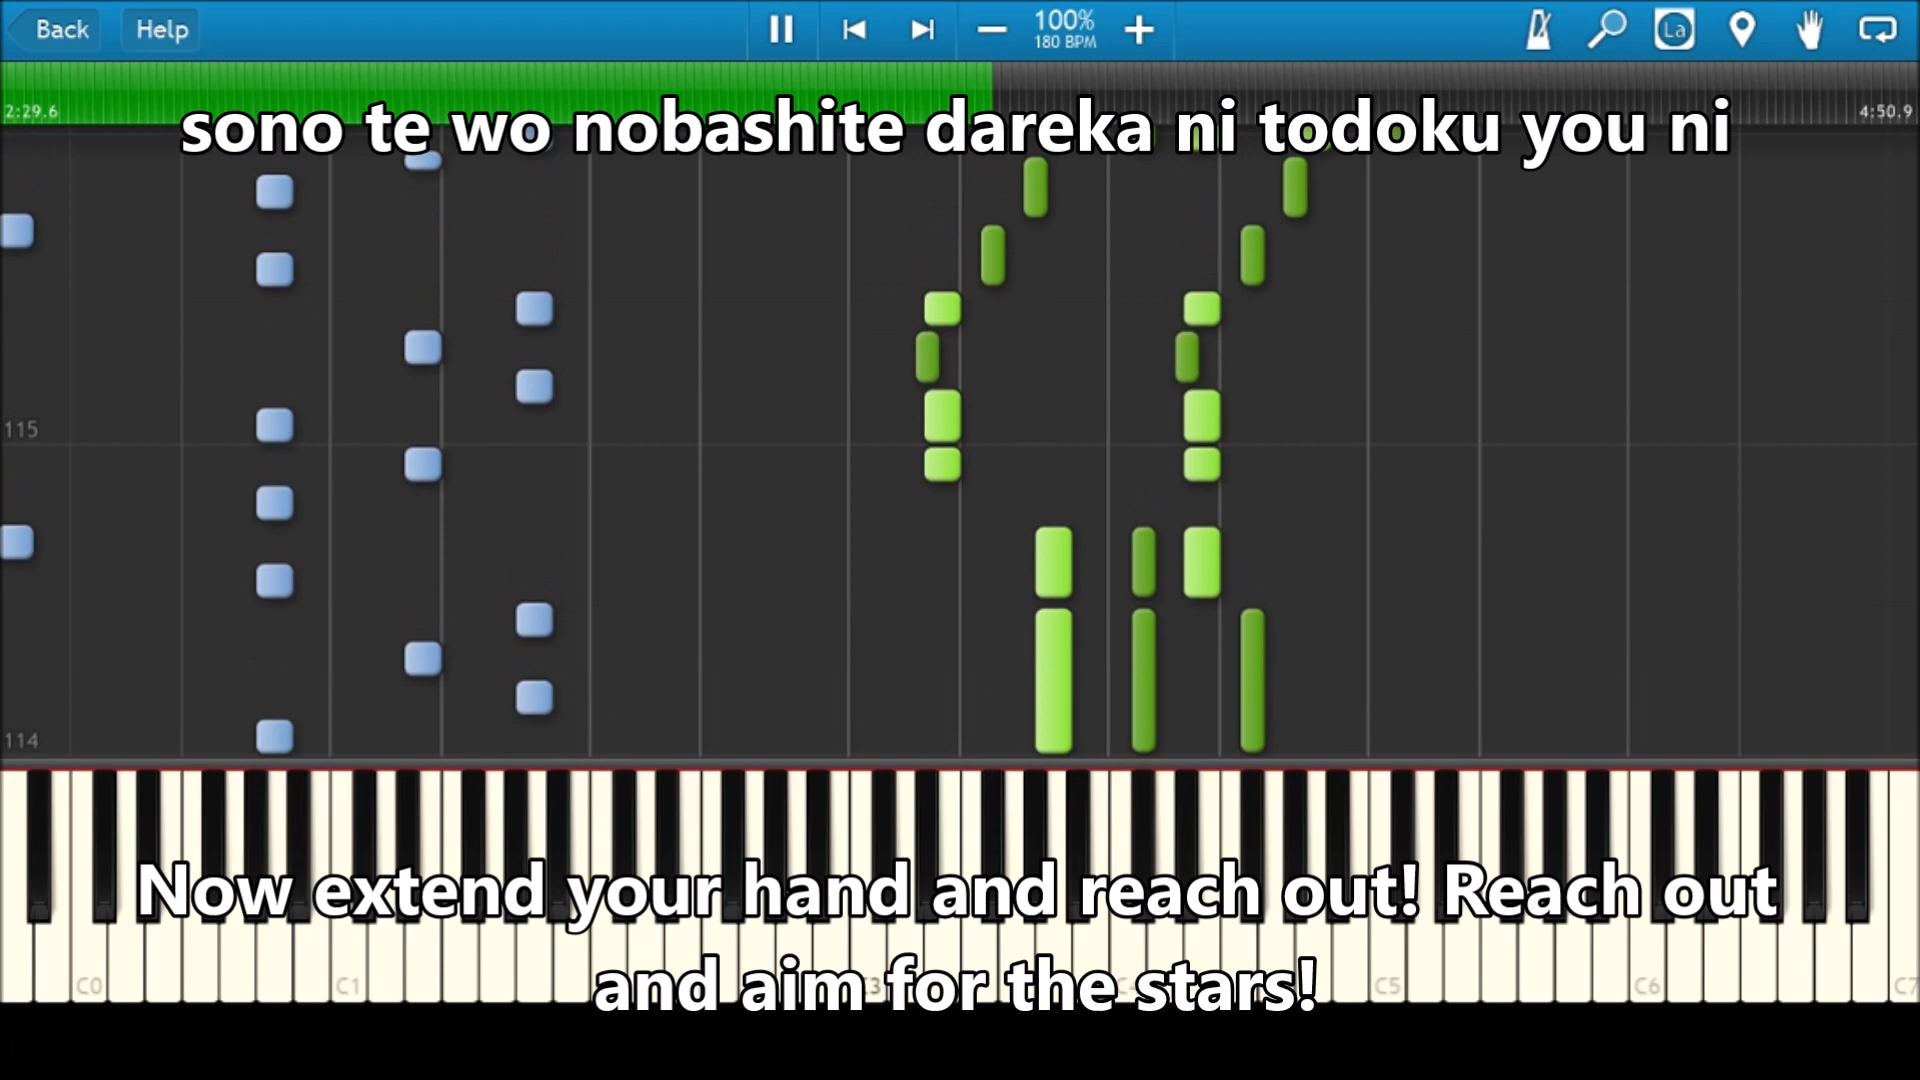 Back Help 100% La
180 BPM
2:29.6 4:50.9
sono te wo nobashite dareka ni todoku you ni
115
114
Now extend your hand and reach out! Reach out
and aim for the stars!
C0 C1 C5 C6 C7